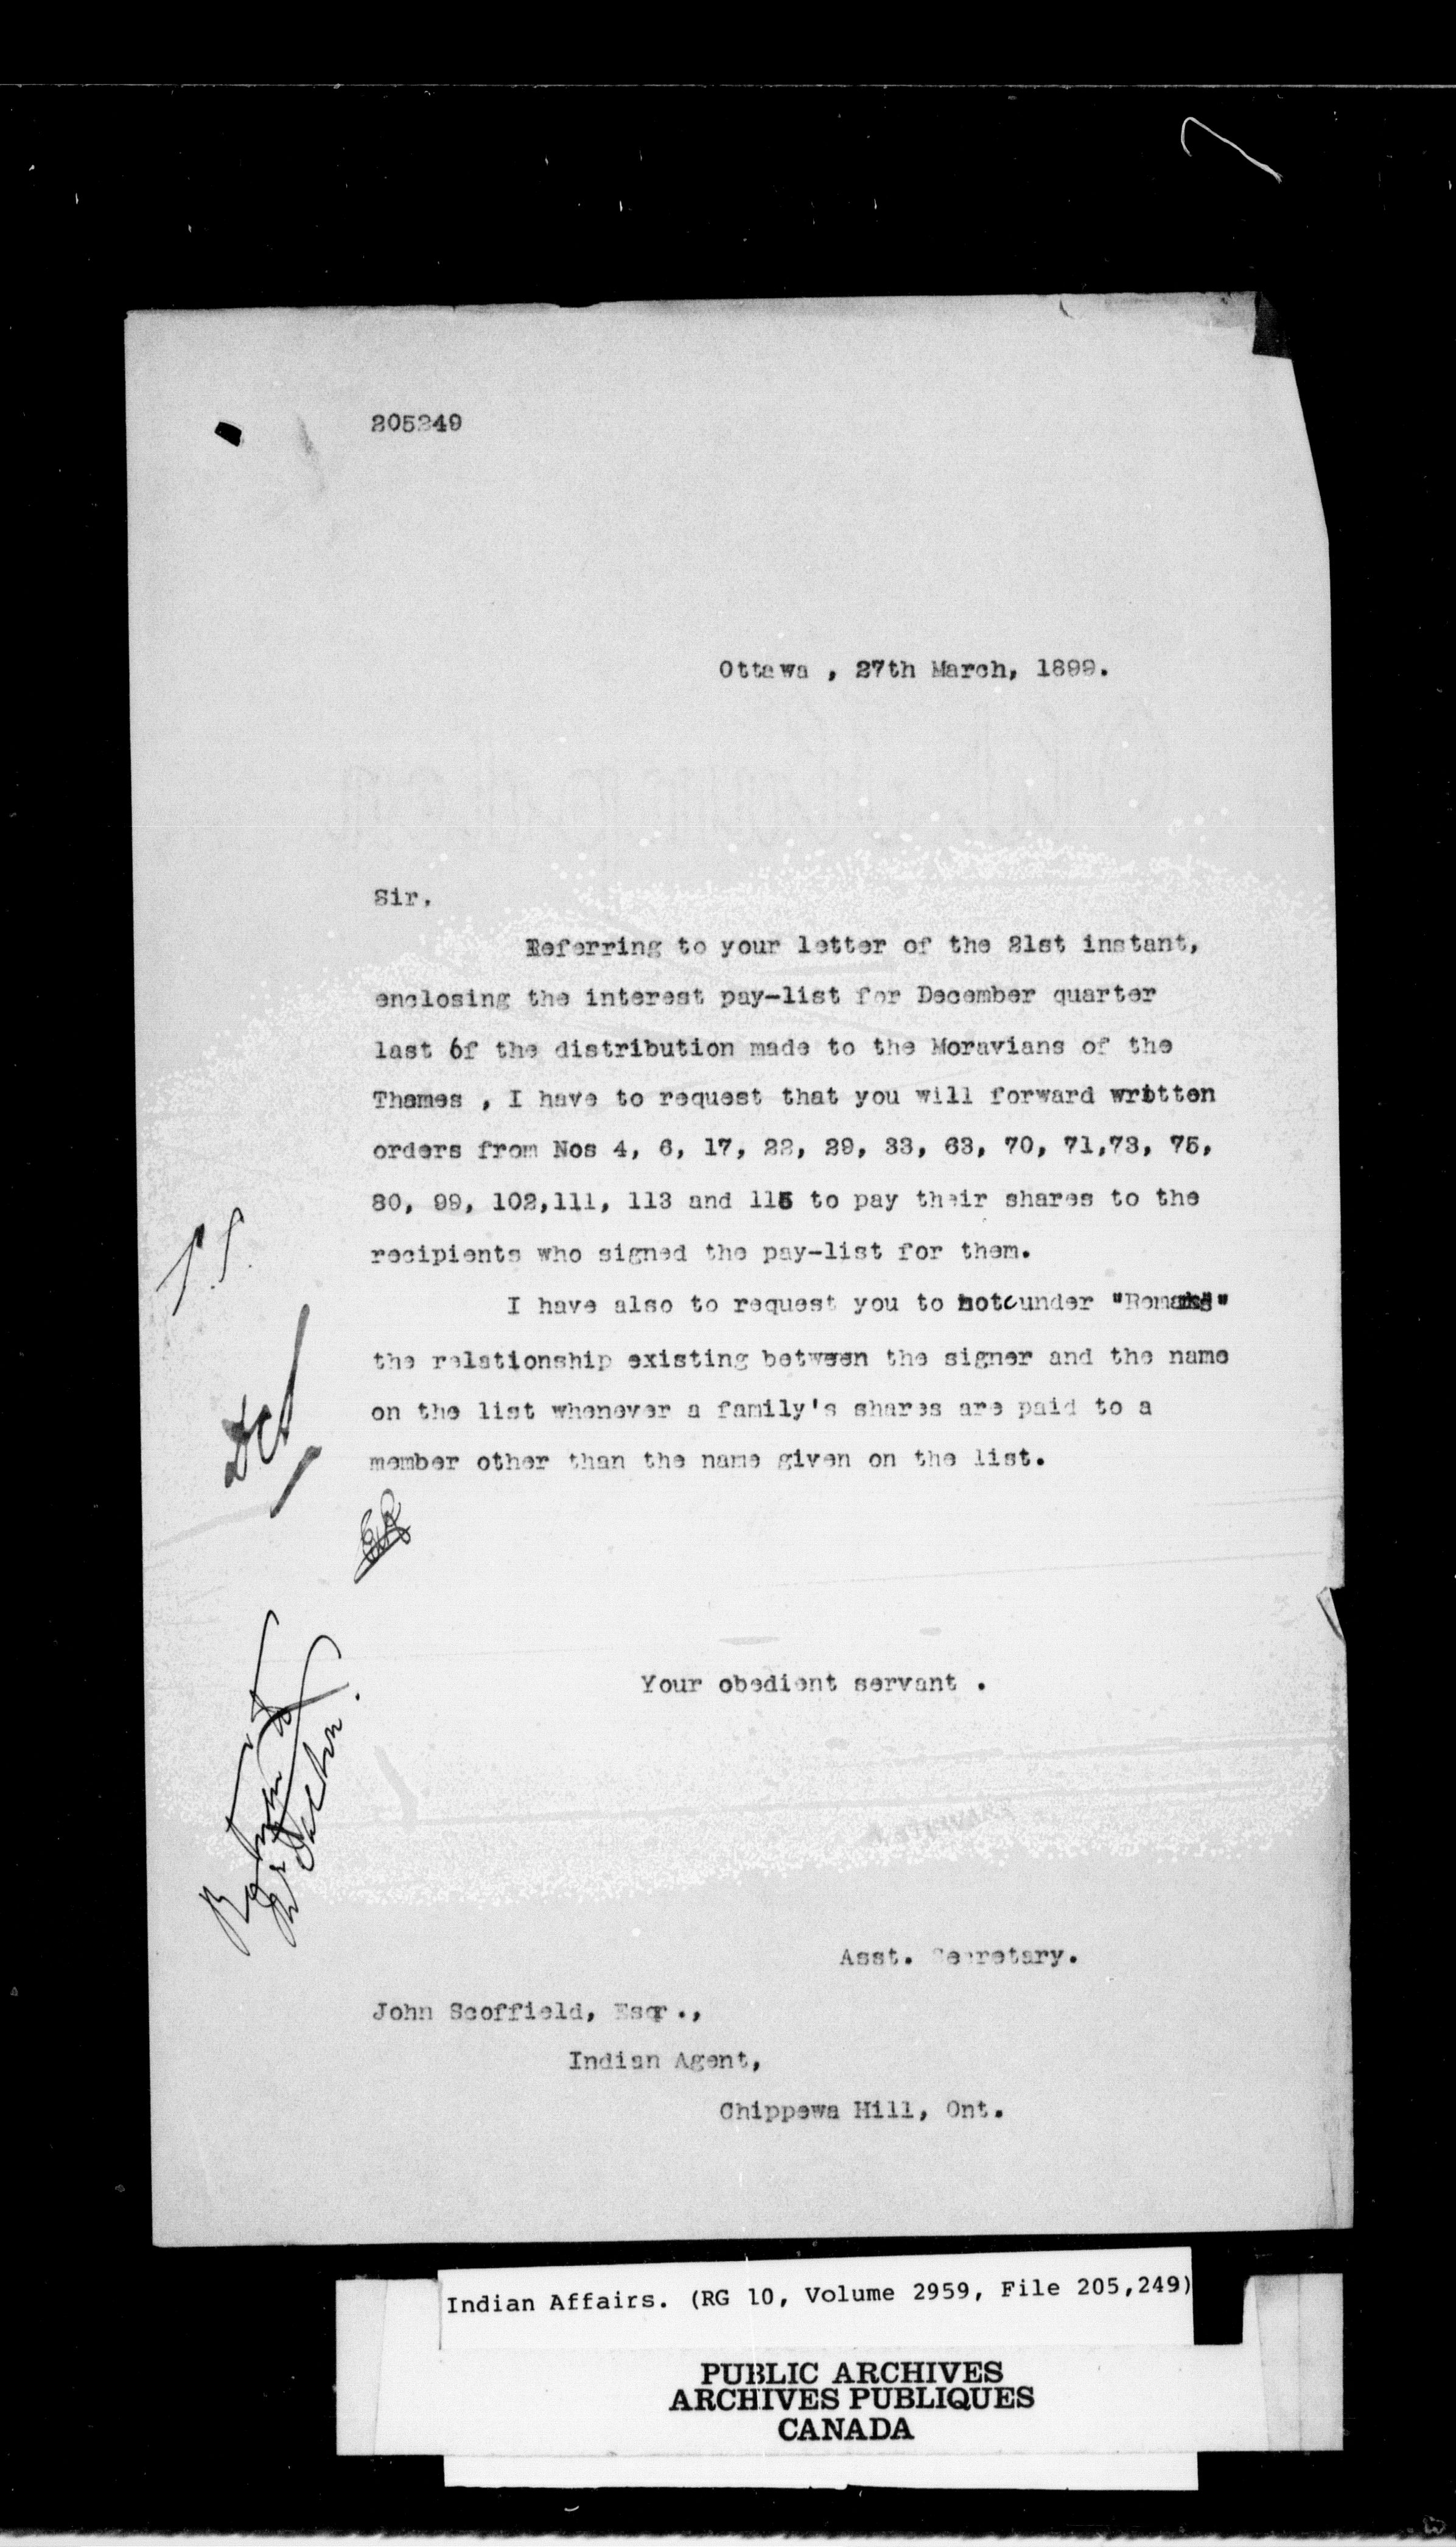 205249
Ottawa , 27th March, 1899.
Sir,
Referring to your letter of the 21st instant,
enclosing the interest pay-list for December quarter
last of the distribution made to the Moravians of the
Thames , I have to request that you will forward written
orders from Nos 4, 6, 17, 22, 29, 33, 63, 70, 71,73, 75,
80, 99, 102,111, 113 and 115 to pay their shares to the
recipients who signed the pay-list for them.
I have also to request you to note under "Remarks"
the relationship existing between the signer and the name
on the list whenever a family's shares are paid to a
member other than the name given on the list.
Your obedient servant .
Asst. Secretary.
John Scoffield, Esqr.,
Indian Agent,
Chippewa Hill, Ont.
Indian Affairs. (RG 10, Volume 2959, File 205,249)
PUBLIC ARCHIVES
ARCHIVES PUBLIQUES
CANADA